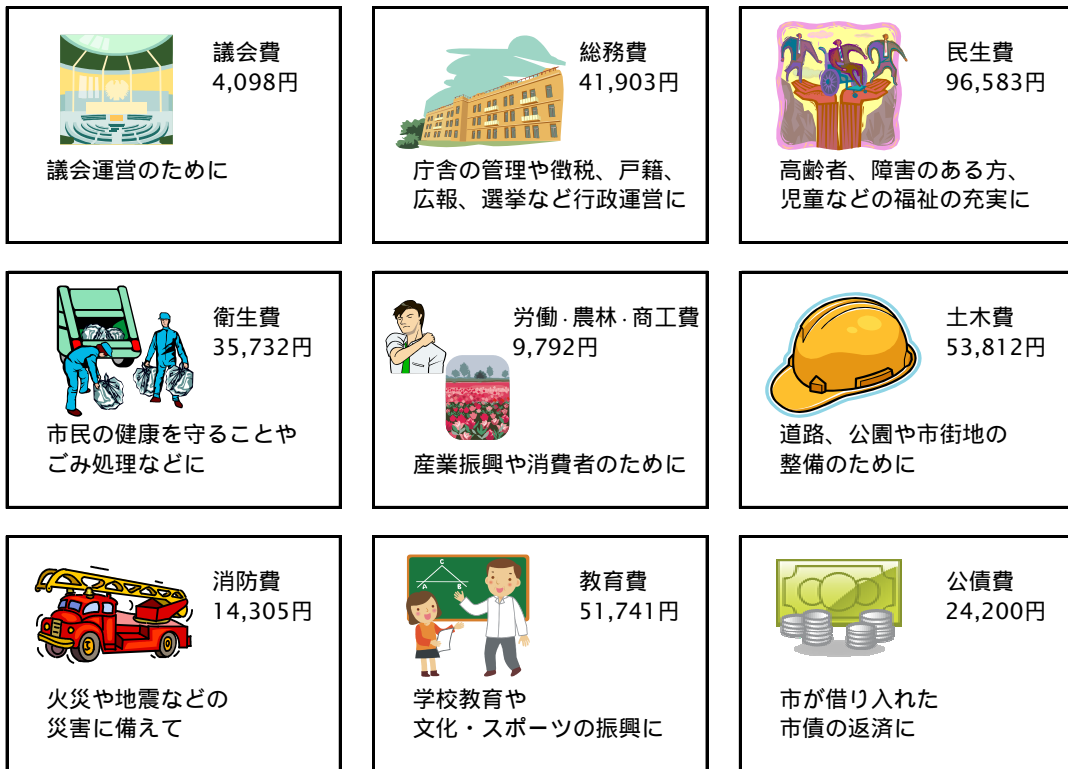 議会費
4,098円
議会運営のために
総務費
41,903円
庁舎の管理や徴税、戸籍、
広報、選挙など行政運営に
民生費
96,583円
高齢者、障害のある方、
児童などの福祉の充実に
衛生費
35,732円
市民の健康を守ることや
ごみ処理などに
労働·農林·商工費
9,792円
産業振興や消費者のために
土木費
53,812円
道路、公園や市街地の
整備のために
消防費
14,305円
火災や地震などの
災害に備えて
C
A
B
教育費
51,741円
学校教育や
文化・スポーツの振興に
公債費
24,200円
市が借り入れた
市債の返済に